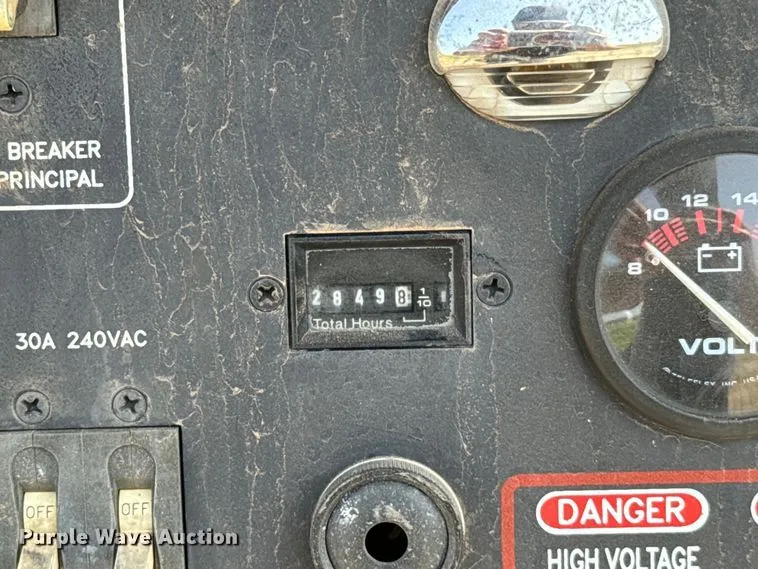 BREAKER
PRINCIPAL
10 12 14
8
28498 1/10
Total Hours
VOLT
30A 240VAC
OFF OFF
DANGER
HIGH VOLTAGE
Purple Wave Auction